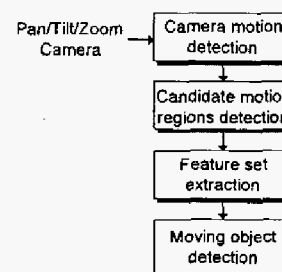 Pan/Tilt/Zoom
Camera
Camera motion
detection
Candidate motion
regions detection
Feature set
extraction
Moving object
detection